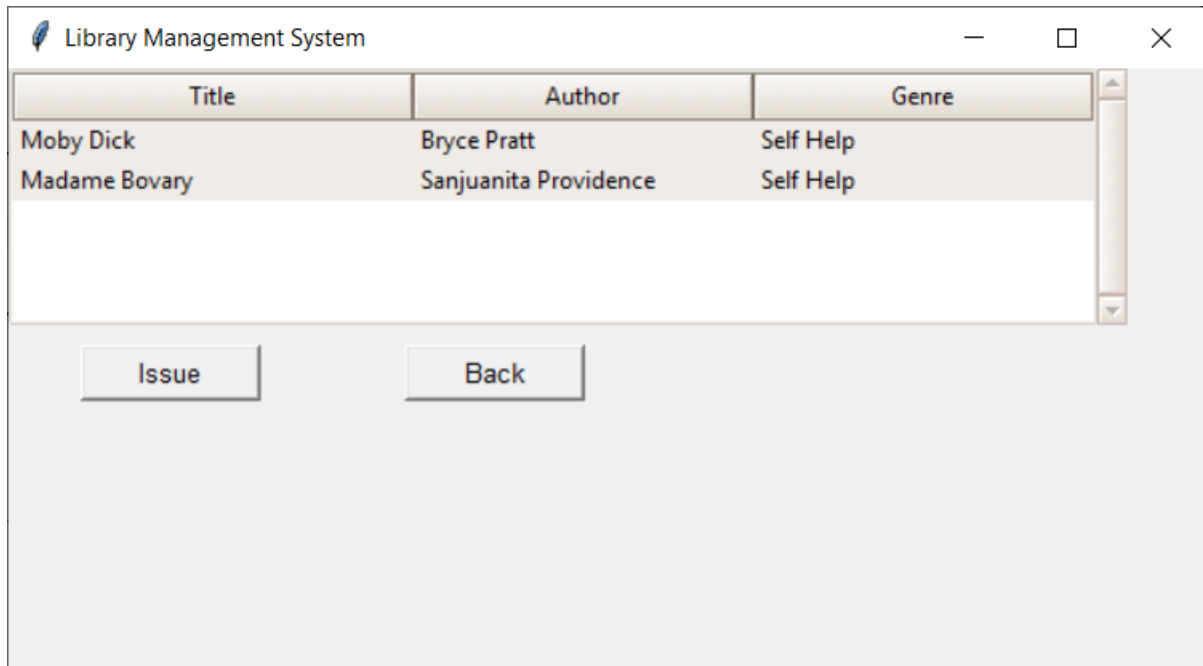 Library Management System
Title Author Genre
Moby Dick Bryce Pratt Self Help
Madame Bovary Sanjuanita Providence Self Help
Issue Back